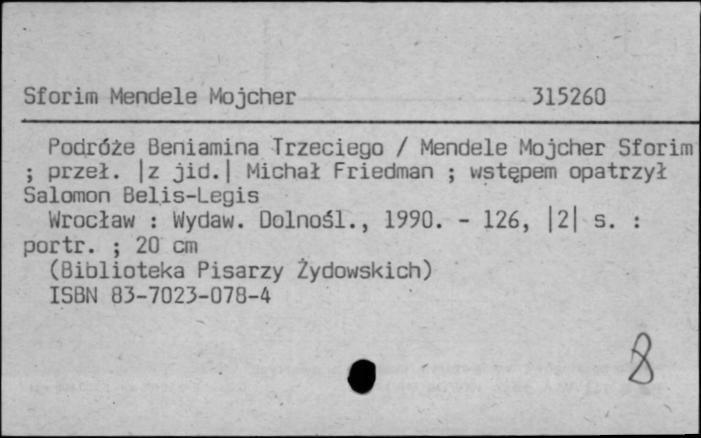 Sforim Mendele Mojcher 315260
Podróże Beniamina Trzeciego / Mendele Mojcher Sforim
; przeł. |z jid.| Michał Friedman ; wstępem opatrzył
Salomon Belis-Legis
Wrocław : Wydaw. Dolnośl., 1990. - 126, |2| s. :
portr. ; 20 cm
(Biblioteka Pisarzy Żydowskich)
ISBN 83-7023-078-4
8